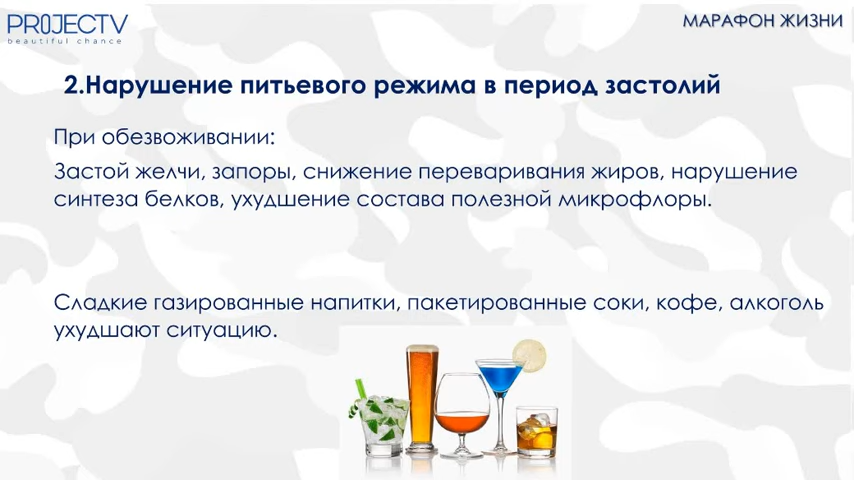 PROJECTV
beautiful chance
МАРАФОН ЖИЗНИ
2.Нарушение питьевого режима в период застолий
При обезвоживании:
Застой желчи, запоры, снижение переваривания жиров, нарушение
синтеза белков, ухудшение состава полезной микрофлоры.
Сладкие газированные напитки, пакетированные соки, кофе, алкоголь
ухудшают ситуацию.